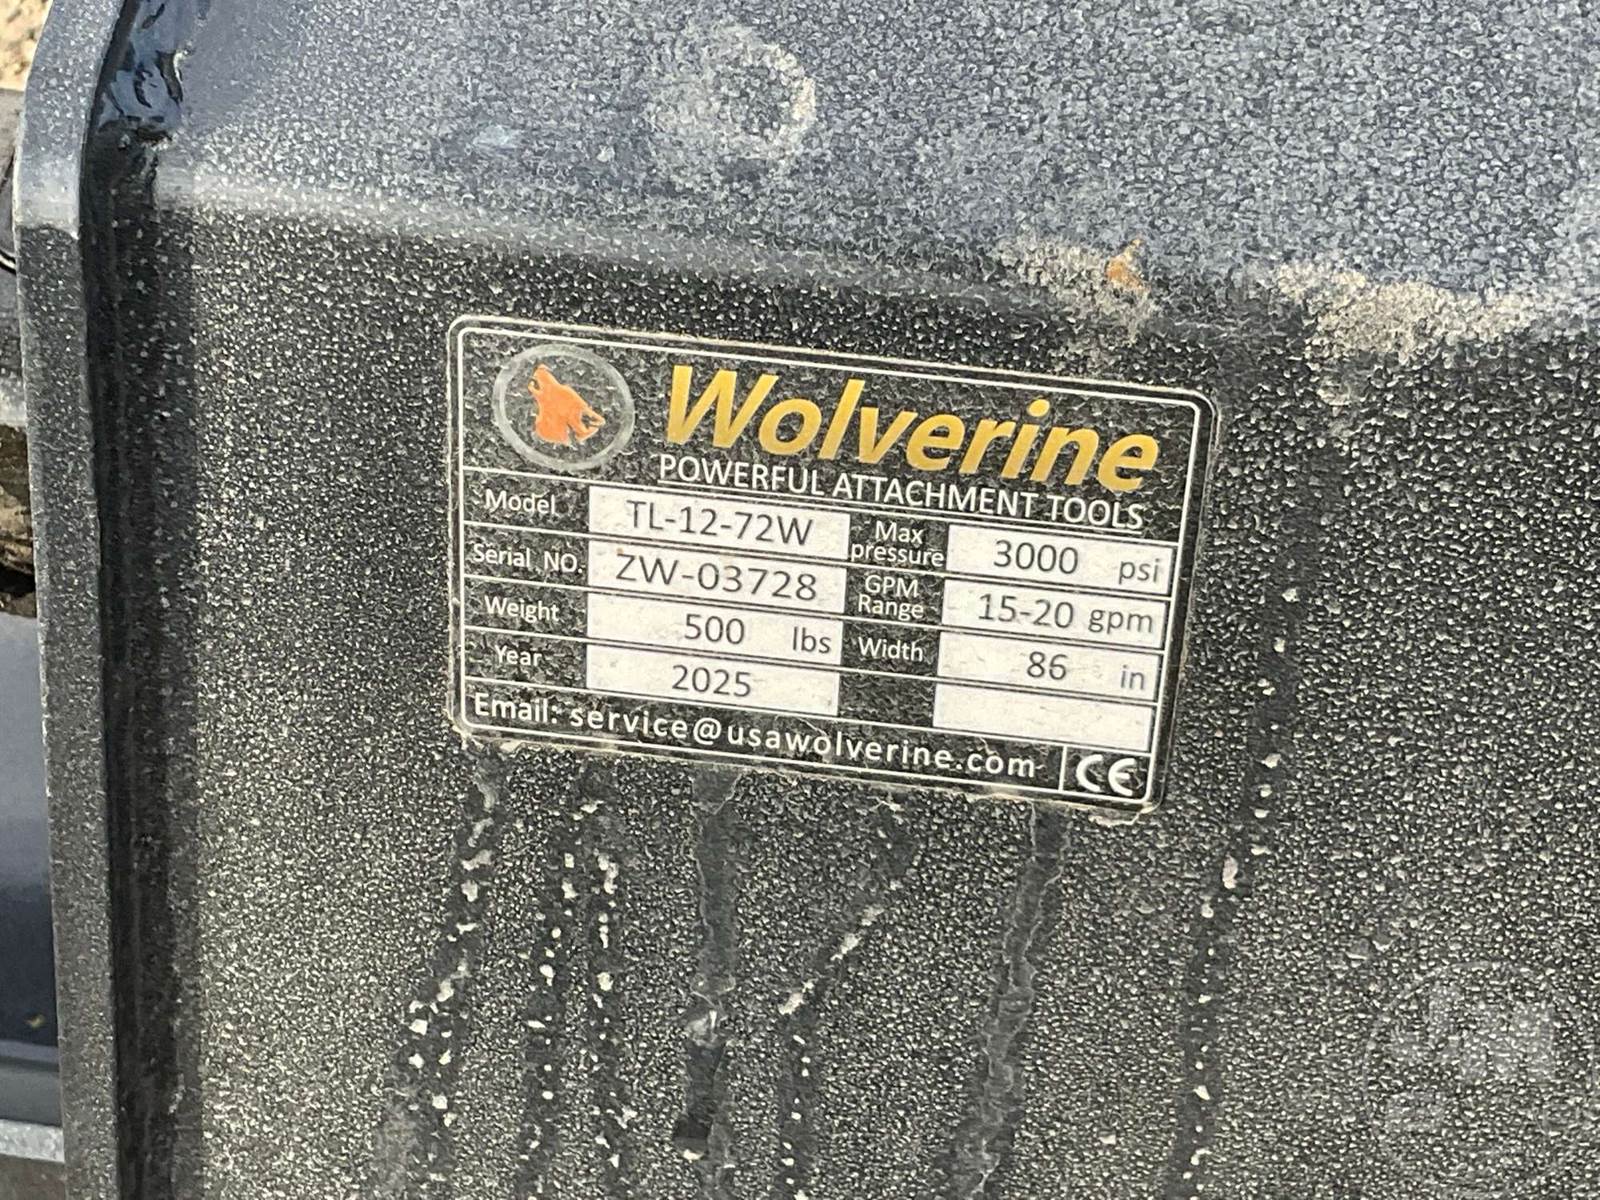 Wolverine
POWERFUL ATTACHMENT TOOLS
Model TL-12-72W Max pressure 3000 psi
Serial NO. ZW-03728 GPM Range 15-20 gpm
Weight 500 lbs Width 86 in
Year 2025
Email: service@usawolverine.com CE